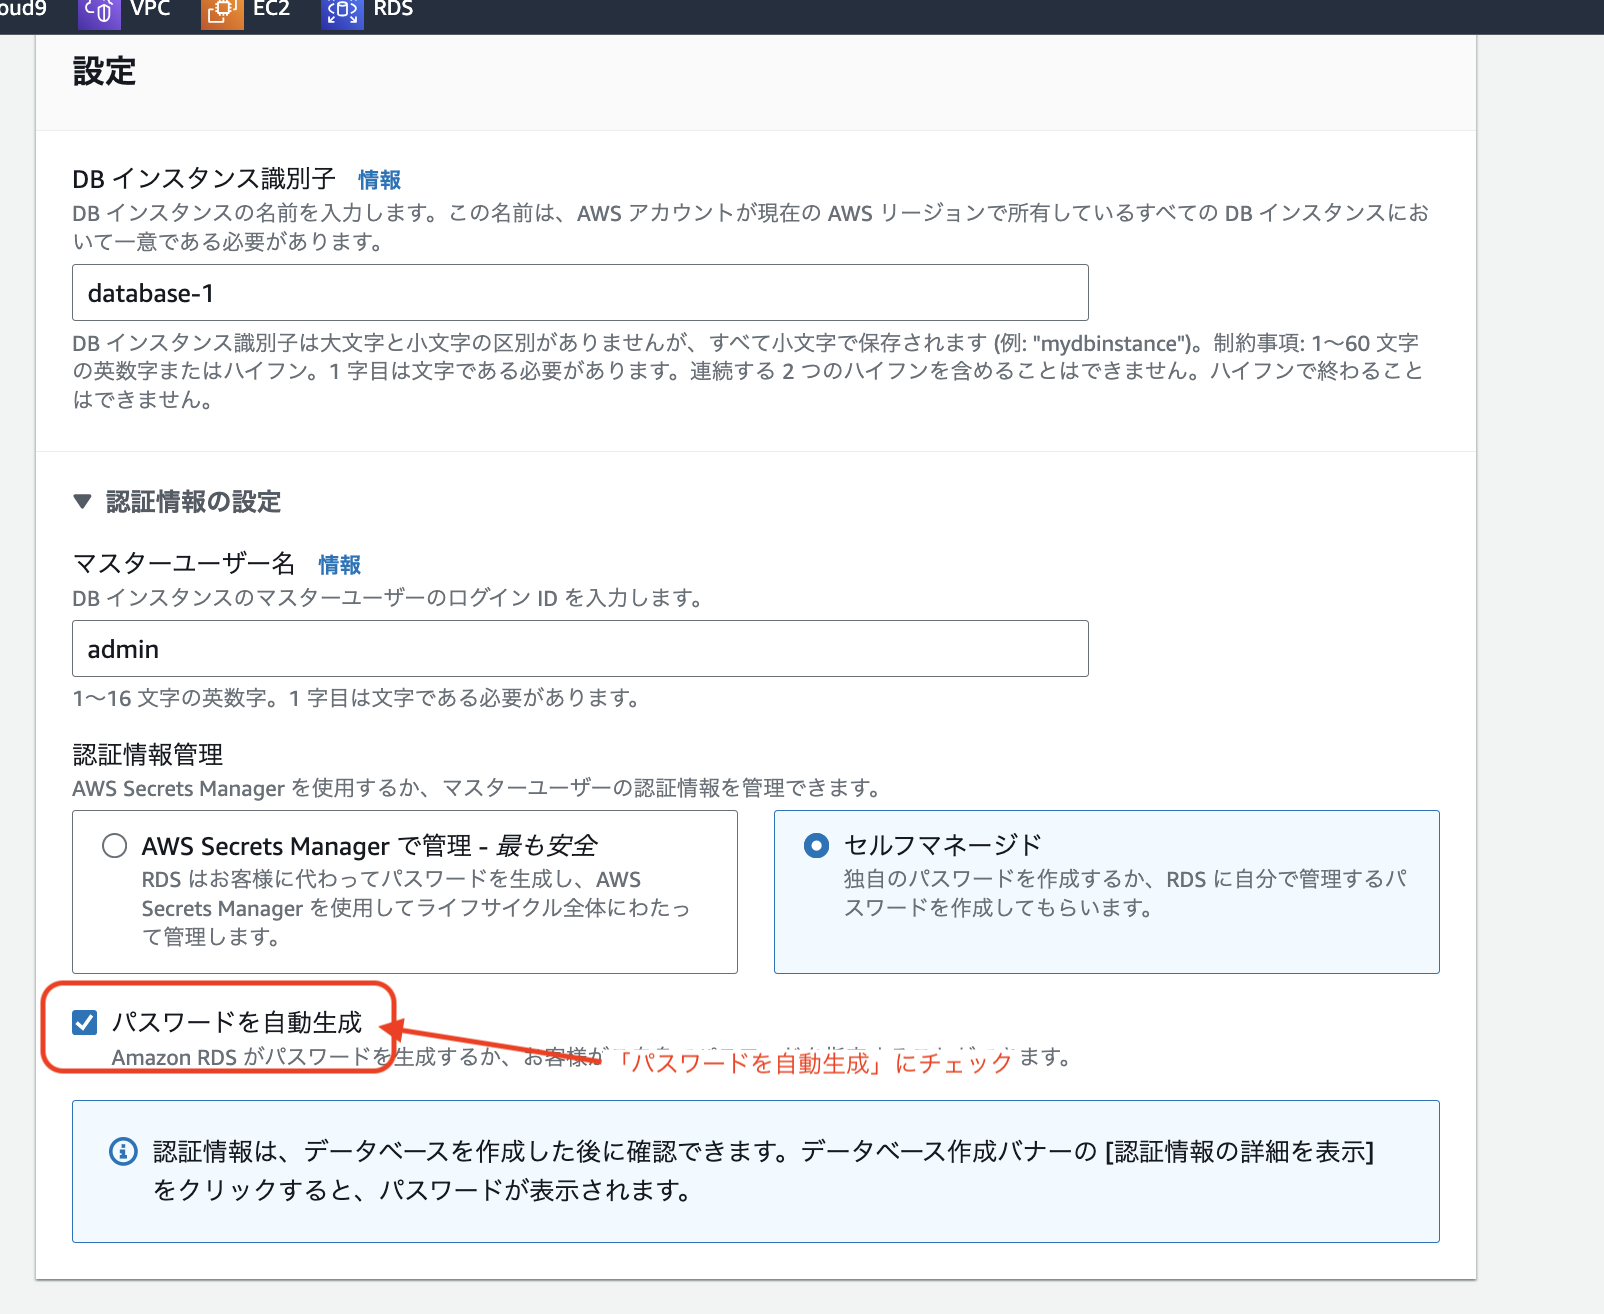 oud9 VPC EC2 RDS
設定
DB インスタンス識別子 情報
DB インスタンスの名前を入力します。この名前は、AWS アカウントが現在の AWS リージョンで所有しているすべての DB インスタンスにお
いて一意である必要があります。
database-1
DB インスタンス識別子は大文字と小文字の区別がありませんが、すべて小文字で保存されます (例: "mydbinstance")。制約事項: 1〜60 文字
の英数字またはハイフン。1 字目は文字である必要があります。連続する 2 つのハイフンを含めることはできません。ハイフンで終わること
はできません。
▼ 認証情報の設定
マスターユーザー名 情報
DB インスタンスのマスターユーザーのログイン ID を入力します。
admin
1〜16 文字の英数字。1 字目は文字である必要があります。
認証情報管理
AWS Secrets Manager を使用するか、マスターユーザーの認証情報を管理できます。
AWS Secrets Manager で管理 - 最も安全
RDS はお客様に代わってパスワードを生成し、AWS
Secrets Manager を使用してライフサイクル全体にわたっ
て管理します。
セルフマネージド
独自のパスワードを作成するか、RDS に自分で管理するパ
スワードを作成してもらいます。
パスワードを自動生成
Amazon RDS がパスワードを生成するか、お客様が ます。
「パスワードを自動生成」にチェック
認証情報は、データベースを作成した後に確認できます。データベース作成バナーの [認証情報の詳細を表示]
をクリックすると、パスワードが表示されます。